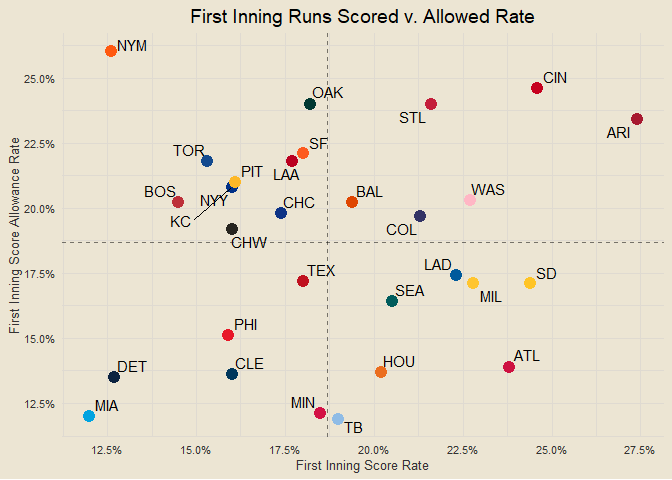 First Inning Runs Scored v. Allowed Rate
NYM
25.0%
CIN
OAK
STL
ARI
22.5%
SF
TOR
PIT
LAA
BOS
NYY
CHC
BAL
WAS
20.0%
KC
COL
CHW
First Inning Score Allowance Rate
17.5%
TEX
LAD
SD
SEA
MIL
PHI
15.0%
DET
CLE
HOU
ATL
MIA
MIN
12.5%
TB
12.5% 15.0% 17.5% 20.0% 22.5% 25.0% 27.5%
First Inning Score Rate